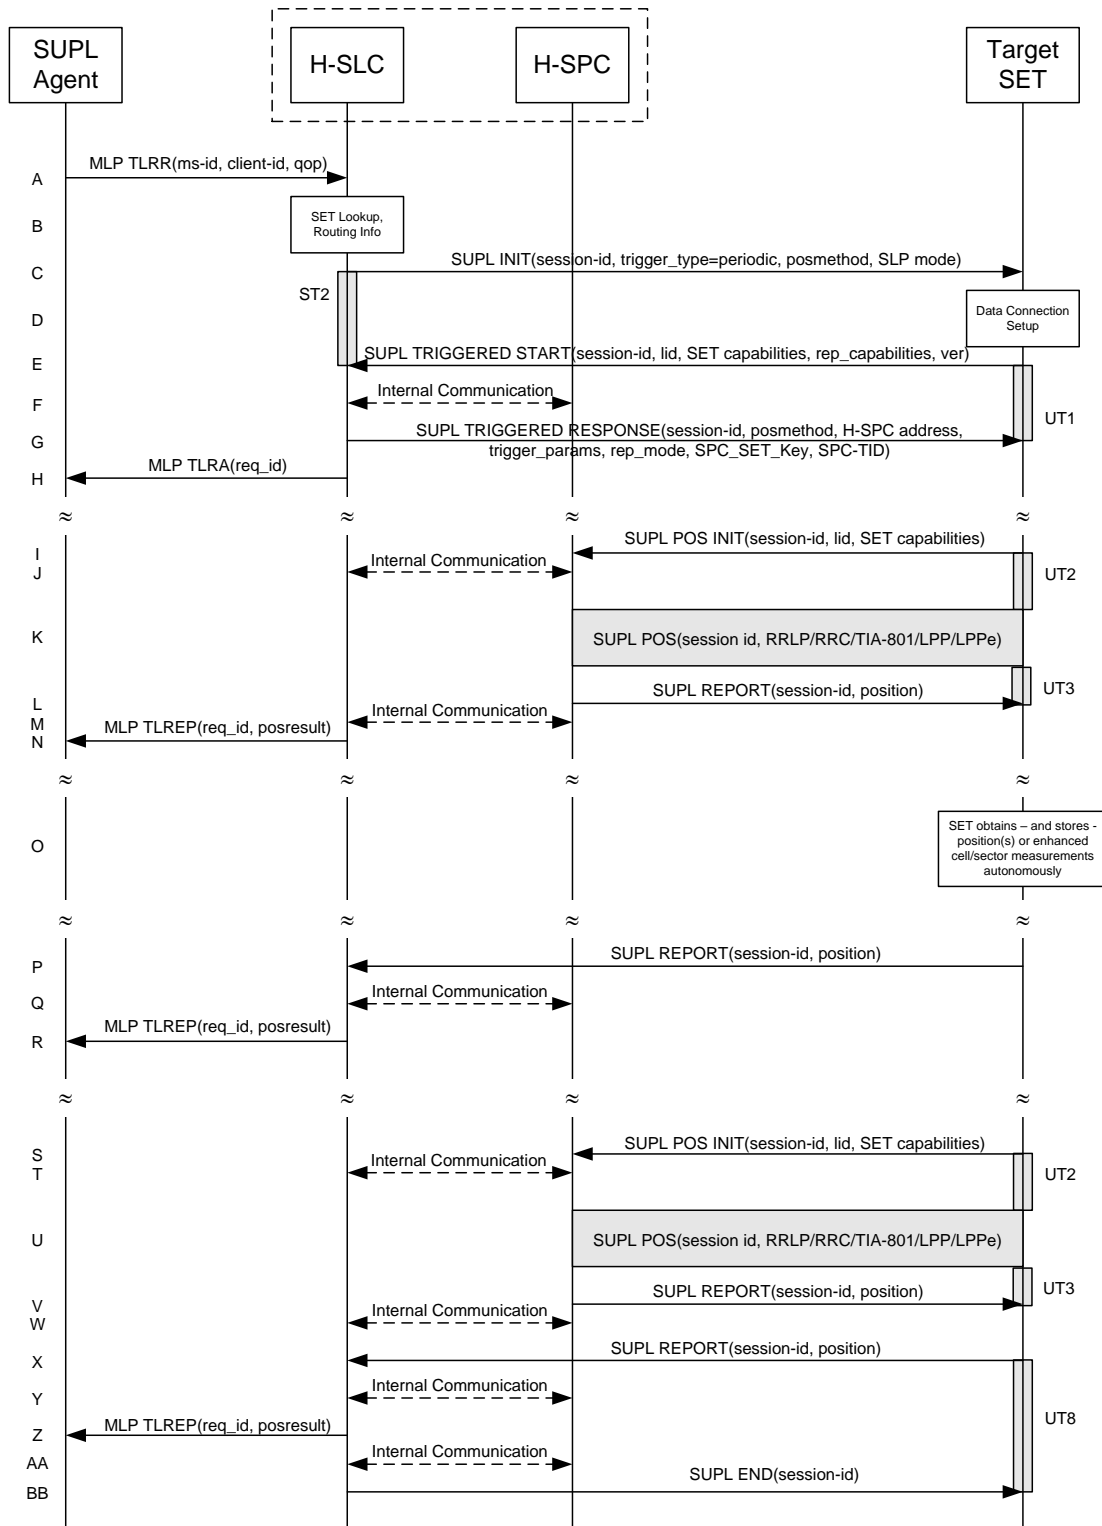 SUPL
Agent
H-SLC
H-SPC
Target
SET
A
MLP TLRR(ms-id, client-id, qop)
B
SET Lookup,
Routing Info
C
SUPL INIT(session-id, trigger_type=periodic, posmethod, SLP mode)
ST2
D
Data Connection
Setup
E
SUPL TRIGGERED START(session-id, lid, SET capabilities, rep_capabilities, ver)
F
Internal Communication
UT1
G
SUPL TRIGGERED RESPONSE(session-id, posmethod, H-SPC address,
trigger_params, rep_mode, SPC_SET_Key, SPC-TID)
H
MLP TLRA(req_id)
≈ ≈ ≈ ≈
I
SUPL POS INIT(session-id, lid, SET capabilities)
J
Internal Communication
UT2
K
SUPL POS(session id, RRLP/RRC/TIA-801/LPP/LPPe)
L
SUPL REPORT(session-id, position)
UT3
M
Internal Communication
N
MLP TLREP(req_id, posresult)
≈ ≈ ≈ ≈
O
SET obtains – and stores -
position(s) or enhanced
cell/sector measurements
autonomously
≈ ≈ ≈ ≈
P
SUPL REPORT(session-id, position)
Q
Internal Communication
R
MLP TLREP(req_id, posresult)
≈ ≈ ≈ ≈
S
SUPL POS INIT(session-id, lid, SET capabilities)
T
Internal Communication
UT2
U
SUPL POS(session id, RRLP/RRC/TIA-801/LPP/LPPe)
V
SUPL REPORT(session-id, position)
UT3
W
Internal Communication
X
SUPL REPORT(session-id, position)
Y
Internal Communication
UT8
Z
MLP TLREP(req_id, posresult)
AA
Internal Communication
BB
SUPL END(session-id)